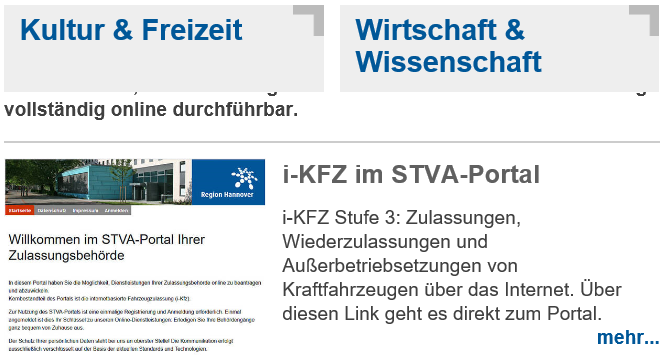 Kultur & Freizeit
Wirtschaft &
Wissenschaft
vollständig online durchführbar.
Region Hannover
Startseite Datenschutz Impressum Anmelden
Willkommen im STVA-Portal Ihrer
Zulassungsbehörde
In diesem Portal haben Sie die Möglichkeit, Dienstleistungen Ihrer Zulassungsbehörde online zu beantragen
und abzuwickeln.
Kernbestandteil des Portals ist die internetbasierte Fahrzeugzulassung (i-Kfz).
Zur Nutzung des STVA-Portals ist eine einmalige Registrierung und Anmeldung erforderlich. Einmal
angemeldet ist dies Ihr Schlüssel zu unseren Online-Dienstleistungen. Erledigen Sie Ihre Behördengänge
ganz bequem von Zuhause aus.
Der Schutz Ihrer persönlichen Daten steht bei uns an oberster Stelle! Die Kommunikation erfolgt
ausschließlich verschlüsselt auf der Basis der aktuellen Standards und Technologien.
i-KFZ im STVA-Portal
i-KFZ Stufe 3: Zulassungen,
Wiederzulassungen und
Außerbetriebsetzungen von
Kraftfahrzeugen über das Internet. Über
diesen Link geht es direkt zum Portal.
mehr...